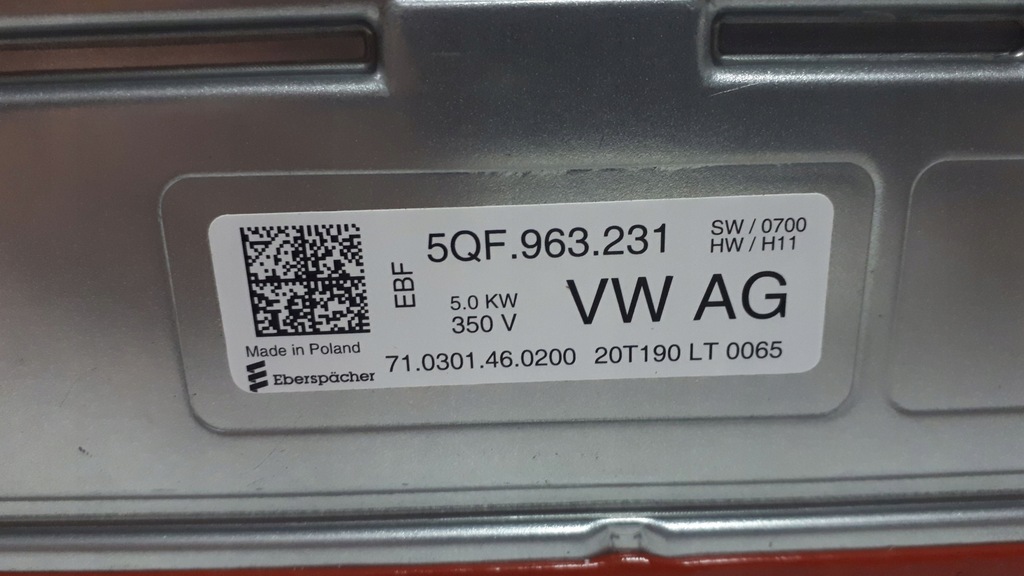 5QF.963.231
SW / 0700
HW / H11
EBF
5.0 KW
350 V
VW AG
Made in Poland
Eberspächer
71.0301.46.0200 20T190 LT 0065